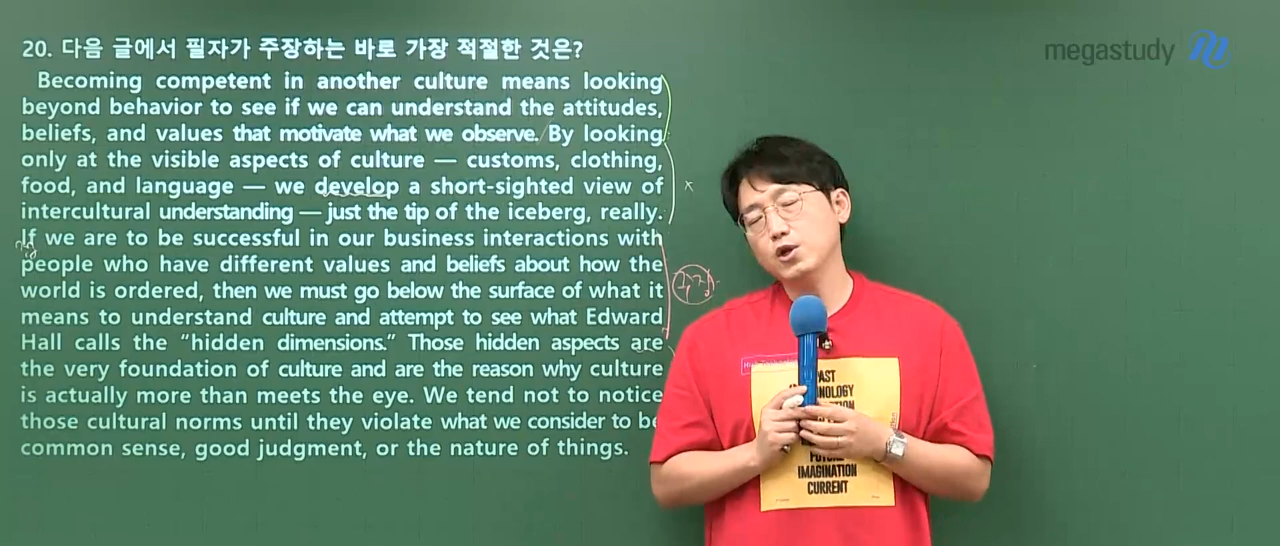 20. 다음 글에서 필자가 주장하는 바로 가장 적절한 것은?
megastudy
Becoming competent in another culture means looking
beyond behavior to see if we can understand the attitudes,
beliefs, and values that motivate what we observe. By looking
only at the visible aspects of culture — customs, clothing,
food, and language — we develop a short-sighted view of
intercultural understanding — just the tip of the iceberg, really.
If we are to be successful in our business interactions with
people who have different values and beliefs about how the
world is ordered, then we must go below the surface of what it
means to understand culture and attempt to see what Edward
Hall calls the “hidden dimensions.” Those hidden aspects are
the very foundation of culture and are the reason why culture
is actually more than meets the eye. We tend not to notice
those cultural norms until they violate what we consider to be
common sense, good judgment, or the nature of things.
PAST
IMAGINATION
CURRENT